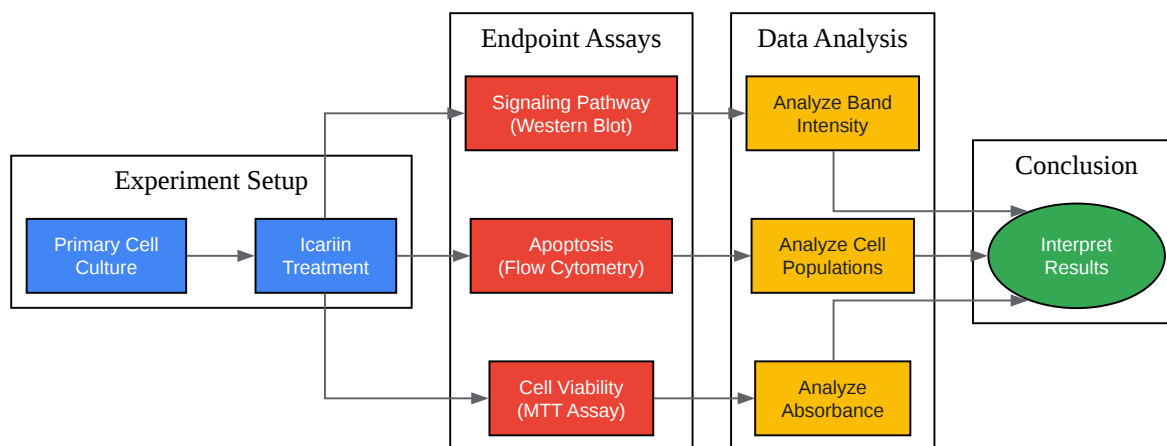 Experiment Setup
Primary Cell
Culture
Icariin
Treatment
Endpoint Assays
Signaling Pathway
(Western Blot)
Apoptosis
(Flow Cytometry)
Cell Viability
(MTT Assay)
Data Analysis
Analyze Band
Intensity
Analyze Cell
Populations
Analyze
Absorbance
Conclusion
Interpret
Results